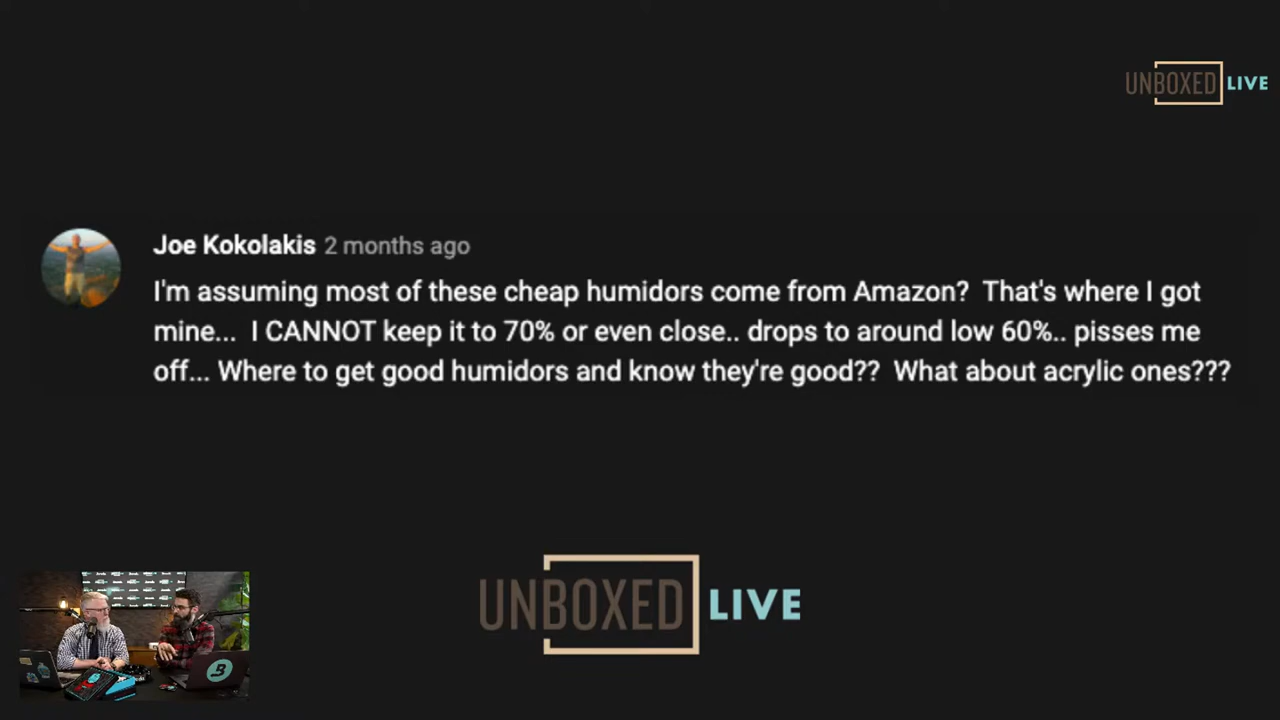 UNBOXED LIVE
Joe Kokolakis 2 months ago
I'm assuming most of these cheap humidors come from Amazon?  That's where I got
mine...  I CANNOT keep it to 70% or even close.. drops to around low 60%.. pisses me
off... Where to get good humidors and know they're good??  What about acrylic ones???
UNBOXED LIVE
B